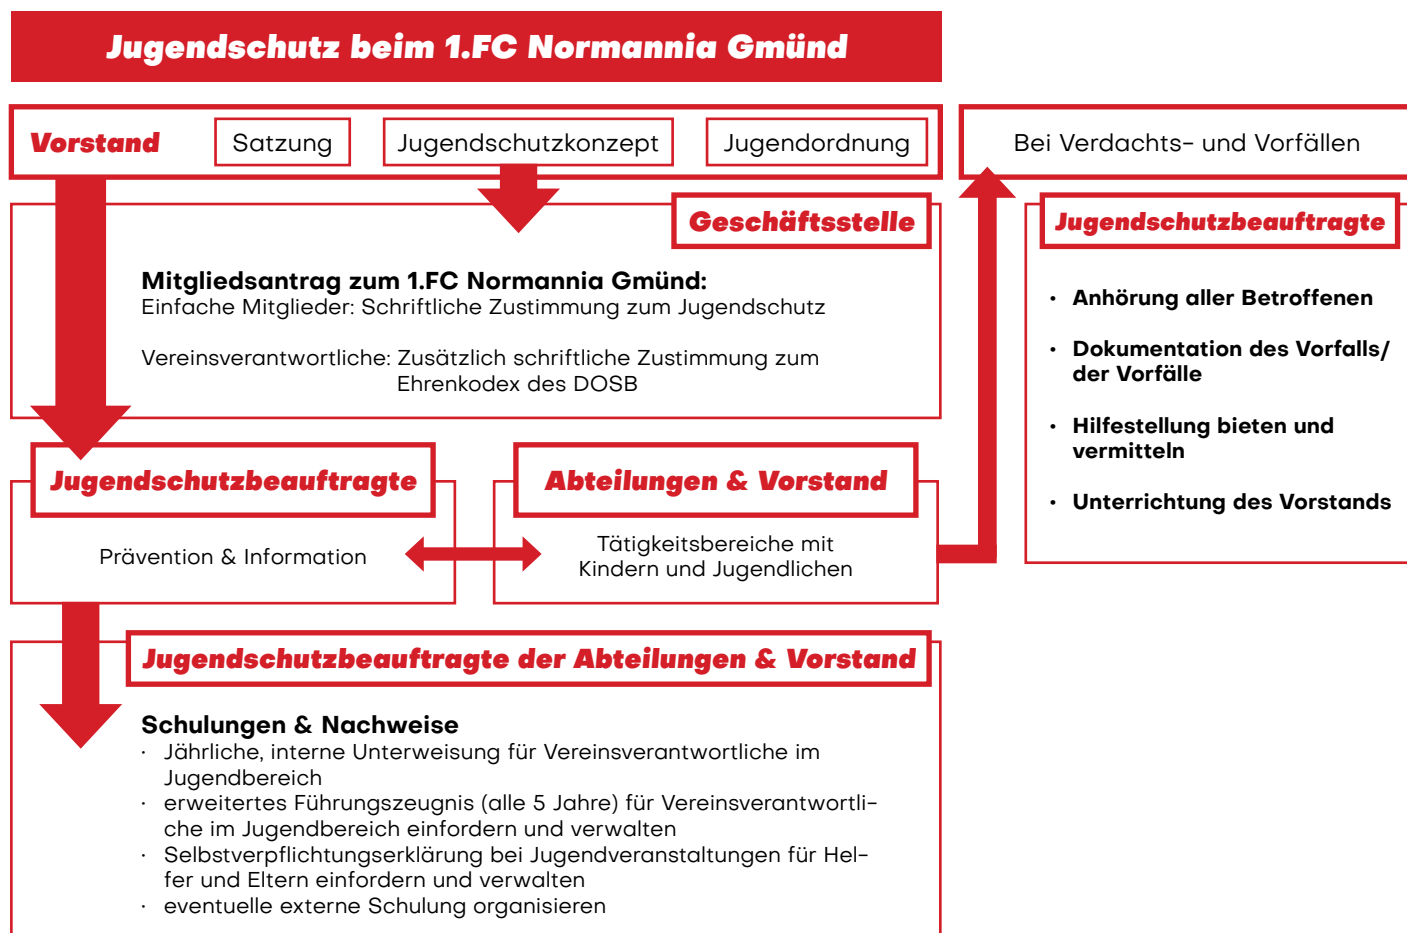 Jugendschutz beim 1.FC Normannia Gmünd
Vorstand
Satzung
Jugendschutzkonzept
Jugendordnung
Bei Verdachts- und Vorfällen
Geschäftsstelle
Mitgliedsantrag zum 1.FC Normannia Gmünd:
Einfache Mitglieder: Schriftliche Zustimmung zum Jugendschutz
Vereinsverantwortliche: Zusätzlich schriftliche Zustimmung zum
Ehrenkodex des DOSB
Jugendschutzbeauftragte
· Anhörung aller Betroffenen
· Dokumentation des Vorfalls/
der Vorfälle
· Hilfestellung bieten und
vermitteln
· Unterrichtung des Vorstands
Jugendschutzbeauftragte
Prävention & Information
Abteilungen & Vorstand
Tätigkeitsbereiche mit
Kindern und Jugendlichen
Jugendschutzbeauftragte der Abteilungen & Vorstand
Schulungen & Nachweise
· Jährliche, interne Unterweisung für Vereinsverantwortliche im
Jugendbereich
· erweitertes Führungszeugnis (alle 5 Jahre) für Vereinsverantwortli-
che im Jugendbereich einfordern und verwalten
· Selbstverpflichtungserklärung bei Jugendveranstaltungen für Hel-
fer und Eltern einfordern und verwalten
· eventuelle externe Schulung organisieren